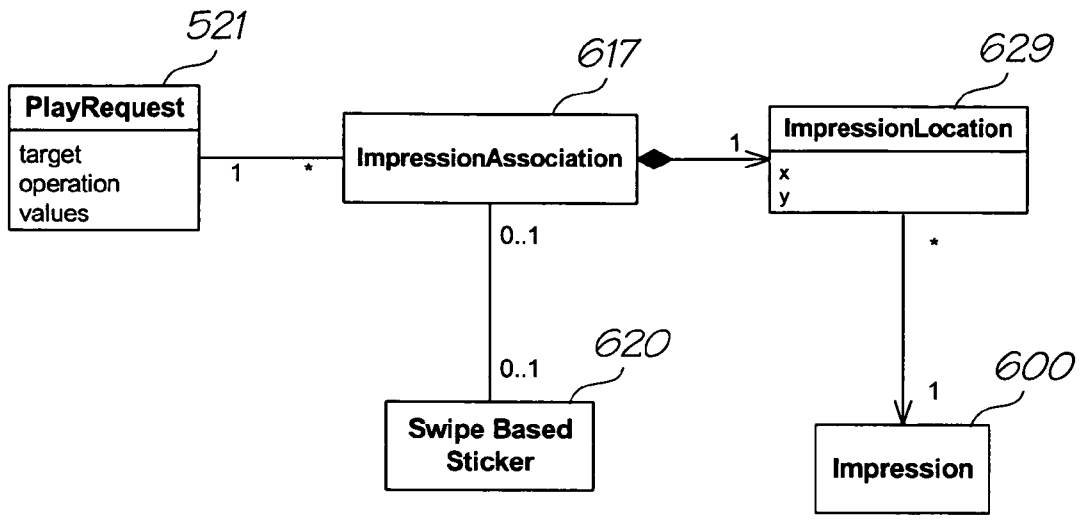 521
617
629
PlayRequest
target
operation
values
1
*
ImpressionAssociation
1
ImpressionLocation
x
y
0..1
*
0..1
620
Swipe Based
Sticker
1
600
Impression